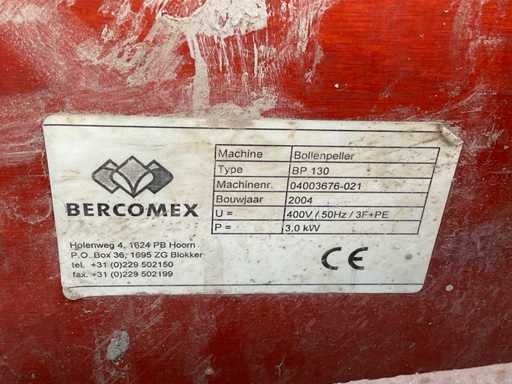 BERCOMEX
Holenweg 4, 1624 PB Hoorn
P.O. Box 36, 1695 ZG Blokker
tel. +31 (0)229 502150
fax. +31 (0)229 502199
Machine Bollenpeller
Type BP 130
Machinenr. 04003676-021
Bouwjaar 2004
U = 400V / 50Hz / 3F+PE
P = 3,0 kW
CE